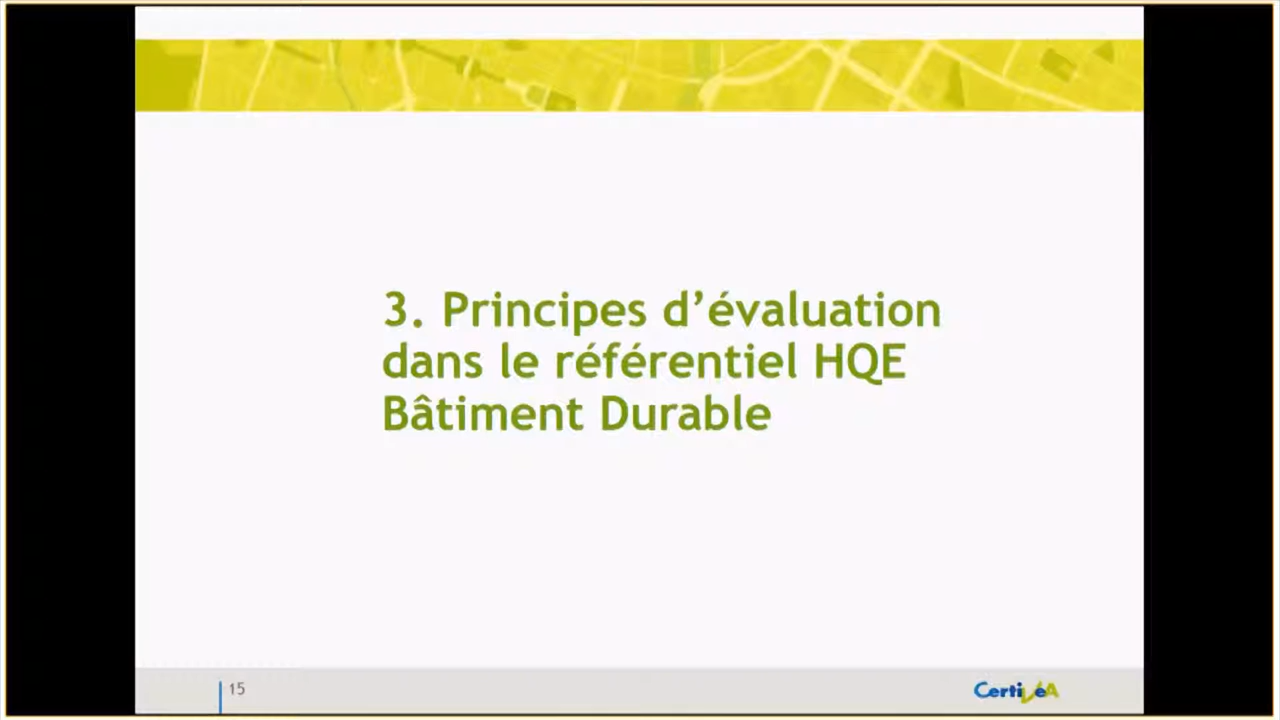 3. Principes d’évaluation
dans le référentiel HQE
Bâtiment Durable
15
CertivéA